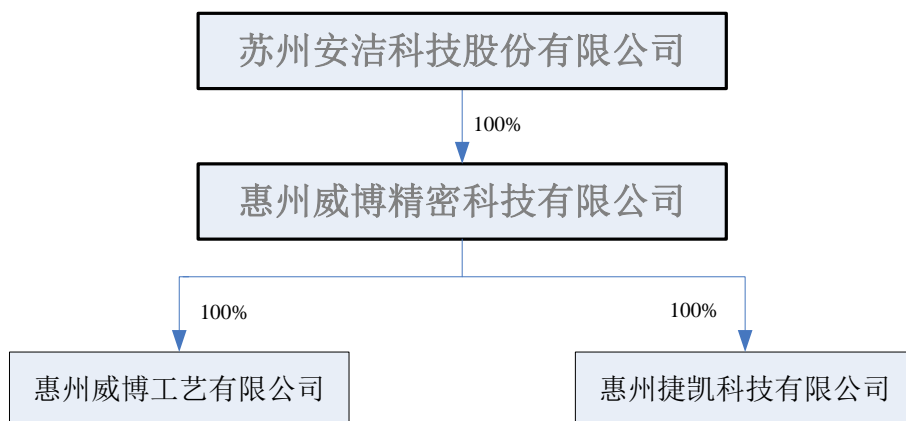 苏州安洁科技股份有限公司
100%
惠州威博精密科技有限公司
100%
100%
惠州威博工艺有限公司
惠州捷凯科技有限公司